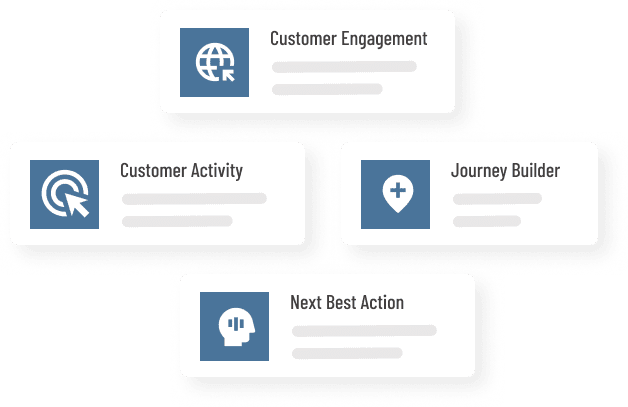 Customer Engagement
Customer Activity
Journey Builder
Next Best Action